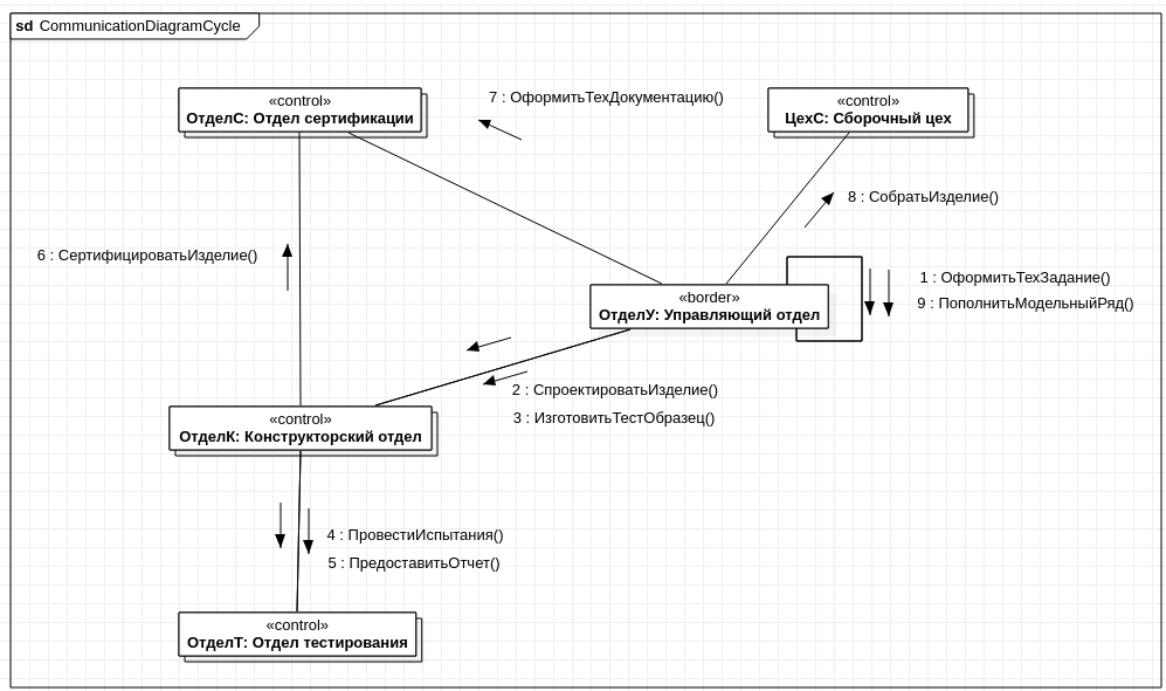 sd CommunicationDiagramCycle
«control»
ОтделС: Отдел сертификации
7 : ОформитьТехДокументацию()
«control»
ЦехС: Сборочный цех
8 : СобратьИзделие()
6 : СертифицироватьИзделие()
«border»
ОтделУ: Управляющий отдел
1 : ОформитьТехЗадание()
9 : ПополнитьМодельныйРяд()
2 : СпроектироватьИзделие()
3 : ИзготовитьТестОбразец()
«control»
ОтделК: Конструкторский отдел
4 : ПровестиИспытания()
5 : ПредоставитьОтчет()
«control»
ОтделТ: Отдел тестирования